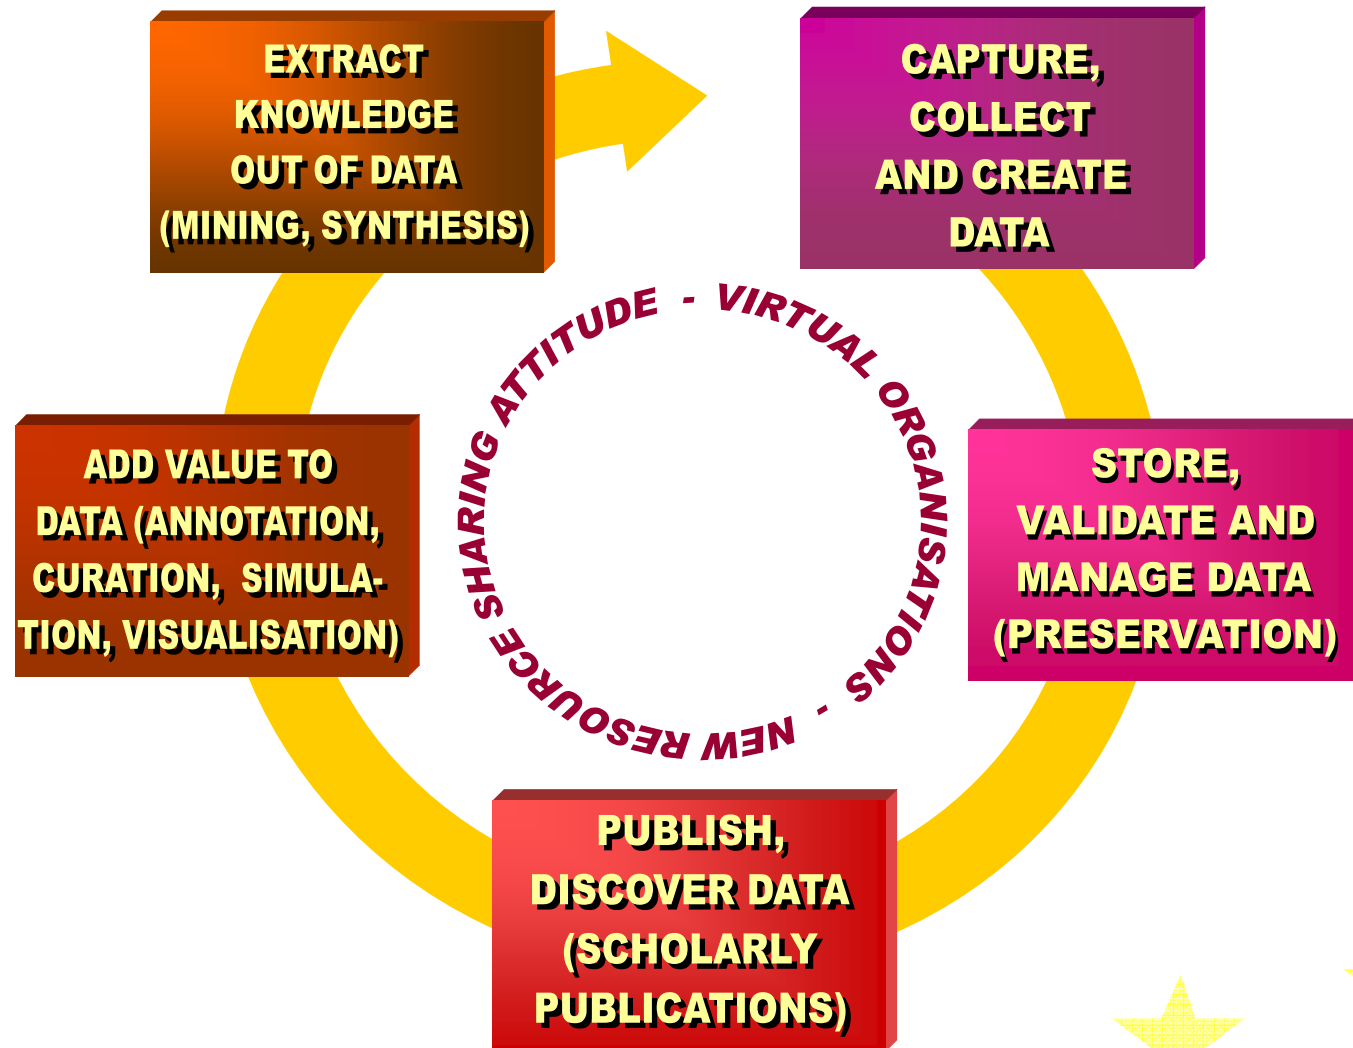 EXTRACT
KNOWLEDGE
OUT OF DATA
(MINING, SYNTHESIS)
CAPTURE,
COLLECT
AND CREATE
DATA
STORE,
VALIDATE AND
MANAGE DATA
(PRESERVATION)
PUBLISH,
DISCOVER DATA
(SCHOLARLY
PUBLICATIONS)
ADD VALUE TO
DATA (ANNOTATION,
CURATION, SIMULA-
TION, VISUALISATION)
- VIRTUAL ORGANISATIONS - NEW RESOURCE SHARING ATTITUDE